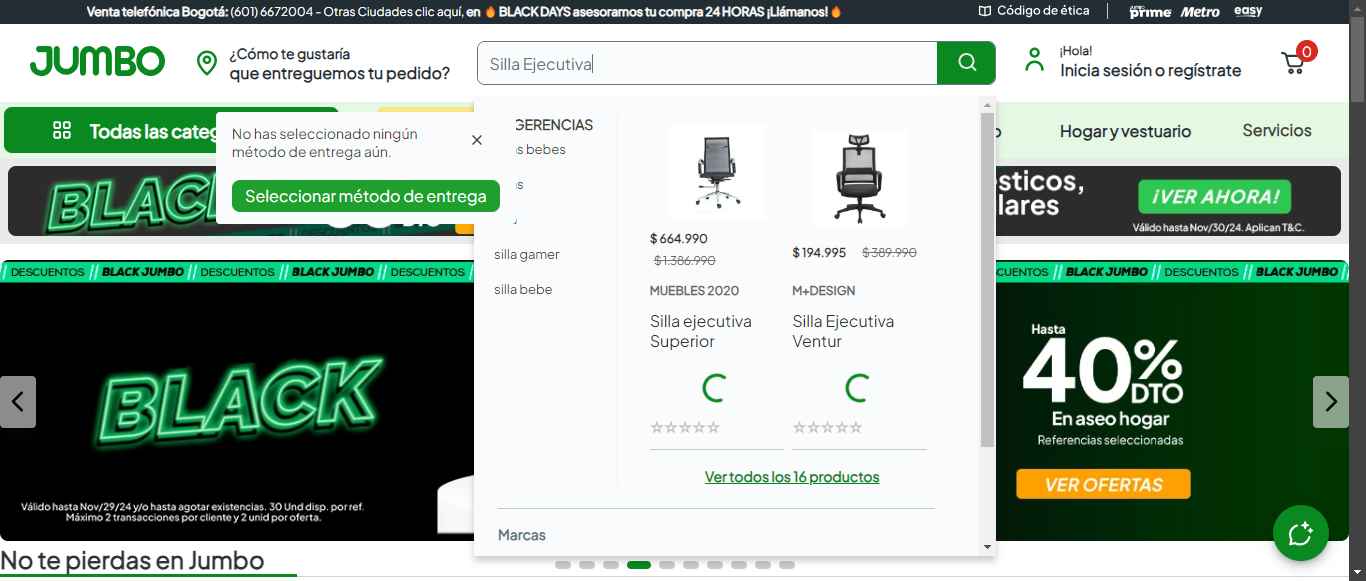 Venta telefónica Bogotá: (601) 6672004 - Otras Ciudades clic aquí, en 🔥 BLACK DAYS asesoramos tu compra 24 HORAS ¡Llámanos!🔥
Código de ética
JUMBO prime
Metro
easy
JUMBO
¿Cómo te gustaría
que entreguemos tu pedido?
Silla Ejecutiva
¡Hola!
Inicia sesión o regístrate
0
Todas las categ
No has seleccionado ningún
método de entrega aún.
Seleccionar método de entrega
Hogar y vestuario
Servicios
BLACK
DESCUENTOS
sticos,
lares
¡VER AHORA!
Válido hasta Nov/30/24. Aplican T&C.
GERENCIAS
s bebes
s
silla gamer
silla bebe
$ 664.990
$ 1.386.990
MUEBLES 2020
Silla ejecutiva
Superior
$ 194.995 $ 389.990
M+DESIGN
Silla Ejecutiva
Ventur
Ver todos los 16 productos
Marcas
DESCUENTOS // BLACK JUMBO // DESCUENTOS // BLACK JUMBO // DESCUENTOS //
CUENTOS // BLACK JUMBO // DESCUENTOS // BLACK JUMBO //
BLACK
Válido hasta Nov/29/24 y/o hasta agotar existencias. 30 Und disp. por ref.
Máximo 2 transacciones por cliente y 2 unid por oferta.
Hasta
40%
DTO
En aseo hogar
Referencias seleccionadas
VER OFERTAS
No te pierdas en Jumbo